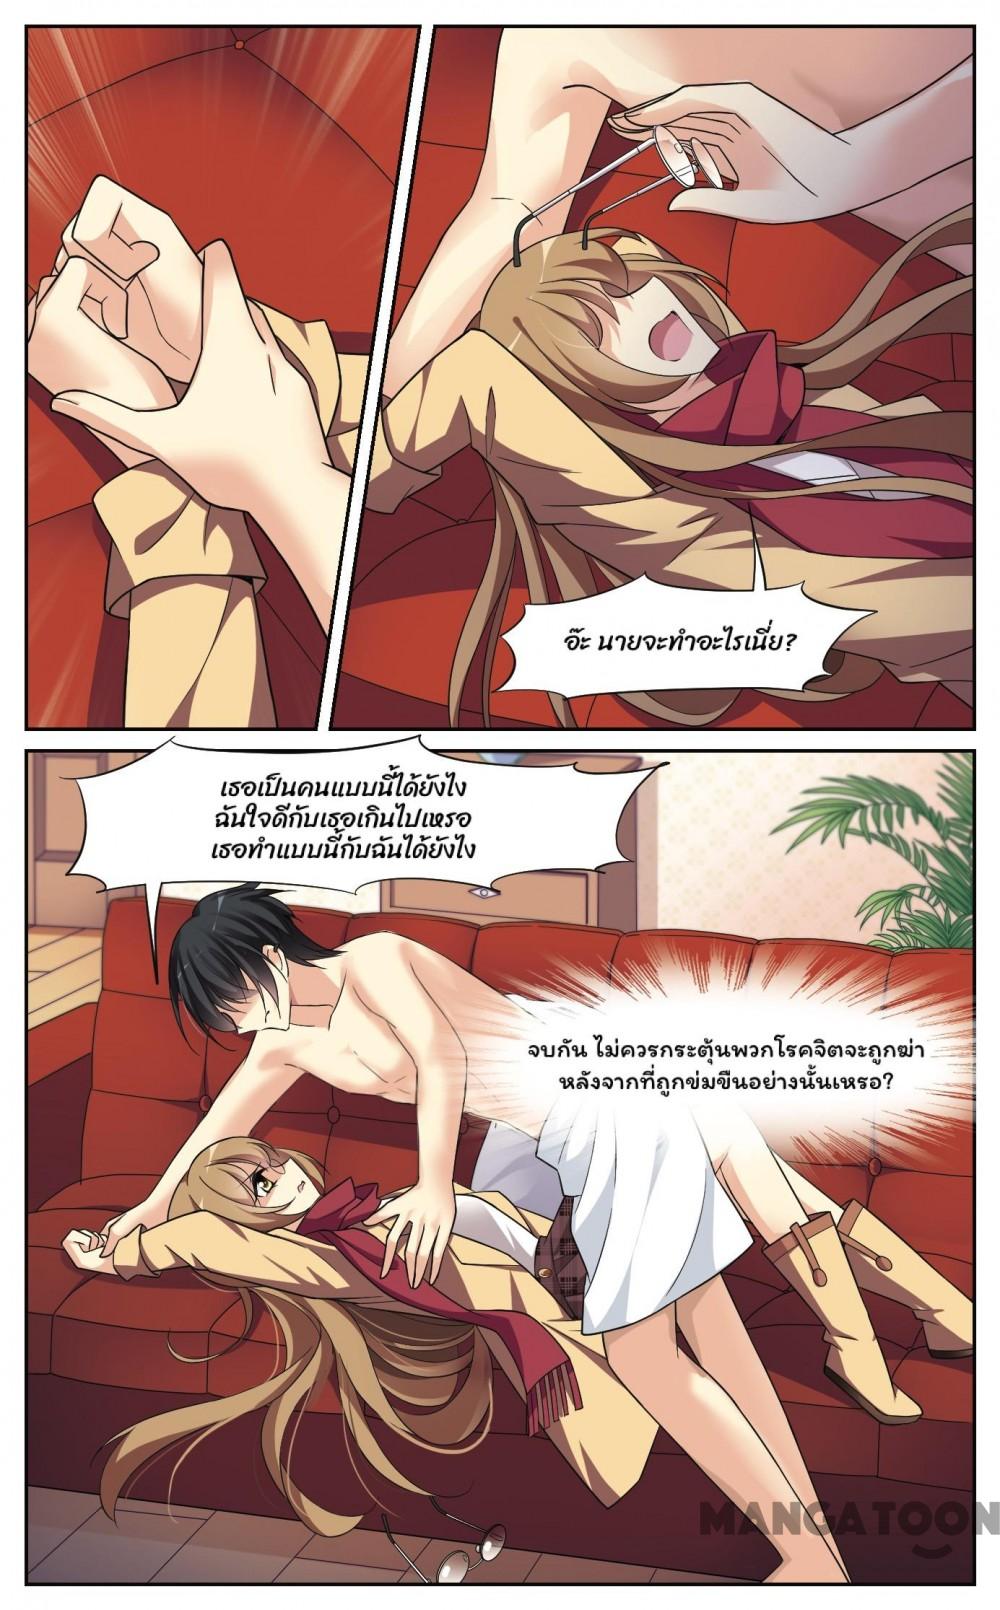 อ๊ะ นายจะทำอะไรเนี่ย?
เธอเป็นคนแบบนี้ได้ยังไง
ฉันใจดีกับเธอเกินไปเหรอ
เธอทำแบบนี้กับฉันได้ยังไง
จบกัน ไม่ควรกระตุ้นพวกโรคจิตจะถูกฆ่า
หลังจากที่ถูกข่มขืนอย่างนั้นเหรอ?
MANGATOON